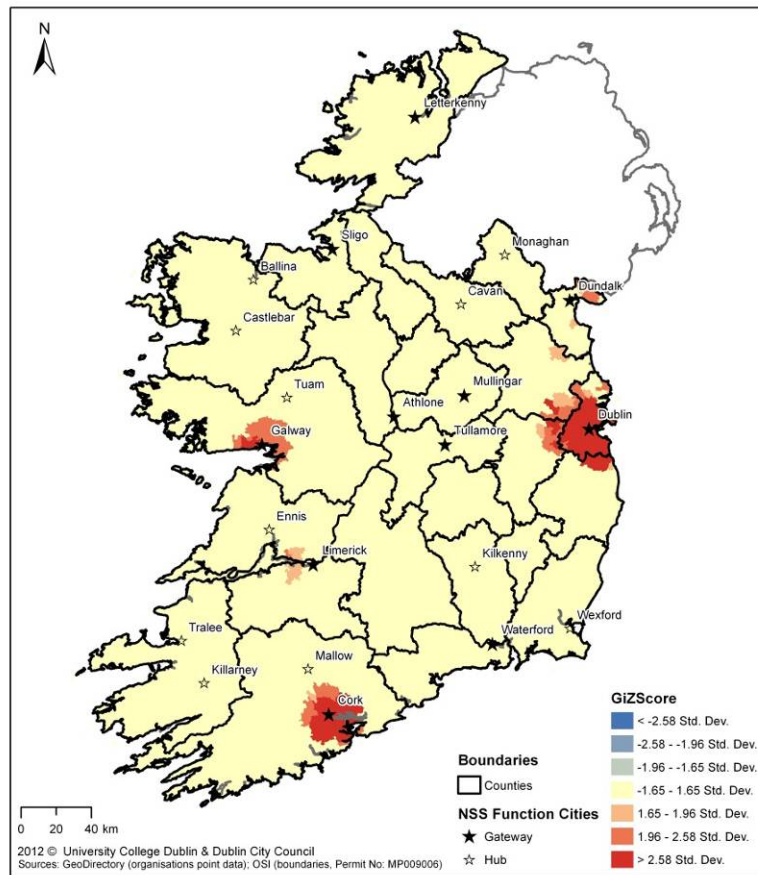 N
Letterkenny
Sligo
Monaghan
Ballina
Dundalk
Cavan
Castlebar
Mullingar
Tuam
Athlone
Dublin
Galway
Tullamore
Ennis
Limerick
Kilkenny
Wexford
Tralee
Waterford
Mallow
Killarney
Cork
GiZScore
< -2.58 Std. Dev.
-2.58 - -1.96 Std. Dev.
-1.96 - -1.65 Std. Dev.
-1.65 - 1.65 Std. Dev.
1.65 - 1.96 Std. Dev.
1.96 - 2.58 Std. Dev.
> 2.58 Std. Dev.
Boundaries
Counties
NSS Function Cities
Gateway
Hub
0 20 40 km
2012 © University College Dublin & Dublin City Council
Sources: GeoDirectory (organisations point data); OSI (boundaries, Permit No: MP009006)